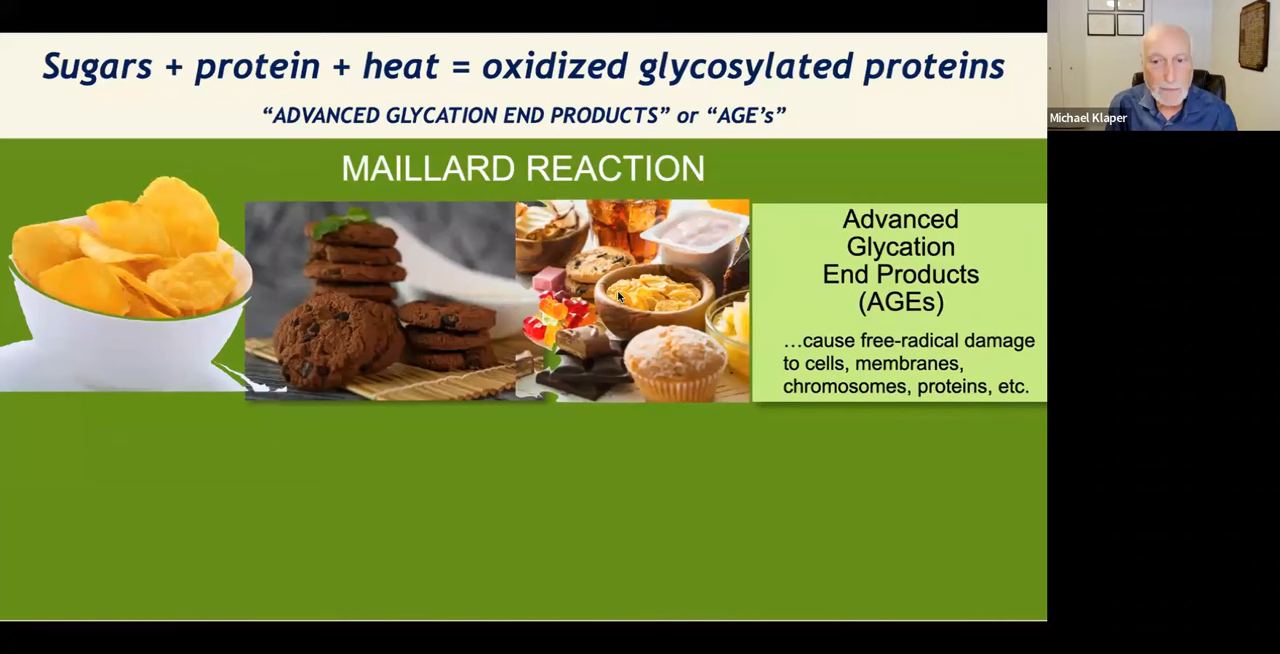 Sugars + protein + heat = oxidized glycosylated proteins
“ADVANCED GLYCATION END PRODUCTS” or “AGE’s”
MAILLARD REACTION
Advanced
Glycation
End Products
(AGEs)
…cause free-radical damage
to cells, membranes,
chromosomes, proteins, etc.
Michael Klaper